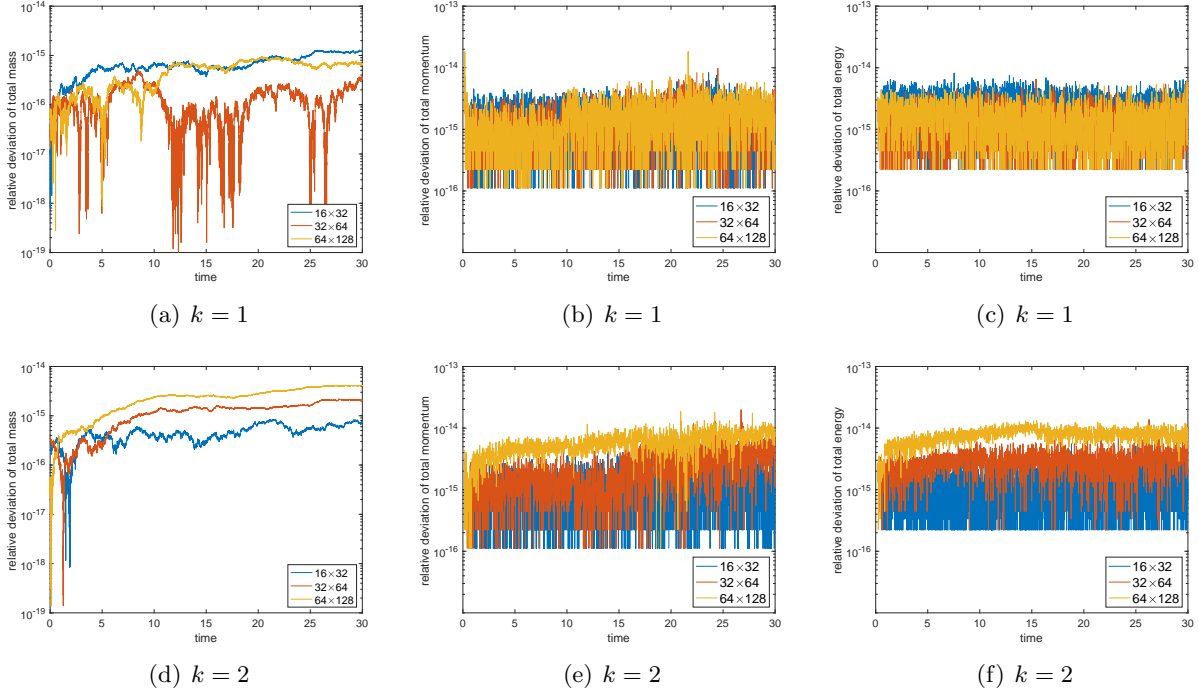 relative deviation of total mass
10⁻¹⁴
10⁻¹⁵
10⁻¹⁶
10⁻¹⁷
10⁻¹⁸
10⁻¹⁹
0 5 10 15 20 25 30
time
16×32
32×64
64×128
(a) k = 1
relative deviation of total momentum
10⁻¹³
10⁻¹⁴
10⁻¹⁵
10⁻¹⁶
0 5 10 15 20 25 30
time
16×32
32×64
64×128
(b) k = 1
relative deviation of total energy
10⁻¹³
10⁻¹⁴
10⁻¹⁵
10⁻¹⁶
0 5 10 15 20 25 30
time
16×32
32×64
64×128
(c) k = 1
relative deviation of total mass
10⁻¹⁴
10⁻¹⁵
10⁻¹⁶
10⁻¹⁷
10⁻¹⁸
10⁻¹⁹
0 5 10 15 20 25 30
time
16×32
32×64
64×128
(d) k = 2
relative deviation of total momentum
10⁻¹³
10⁻¹⁴
10⁻¹⁵
10⁻¹⁶
0 5 10 15 20 25 30
time
16×32
32×64
64×128
(e) k = 2
relative deviation of total energy
10⁻¹³
10⁻¹⁴
10⁻¹⁵
10⁻¹⁶
0 5 10 15 20 25 30
time
16×32
32×64
64×128
(f) k = 2